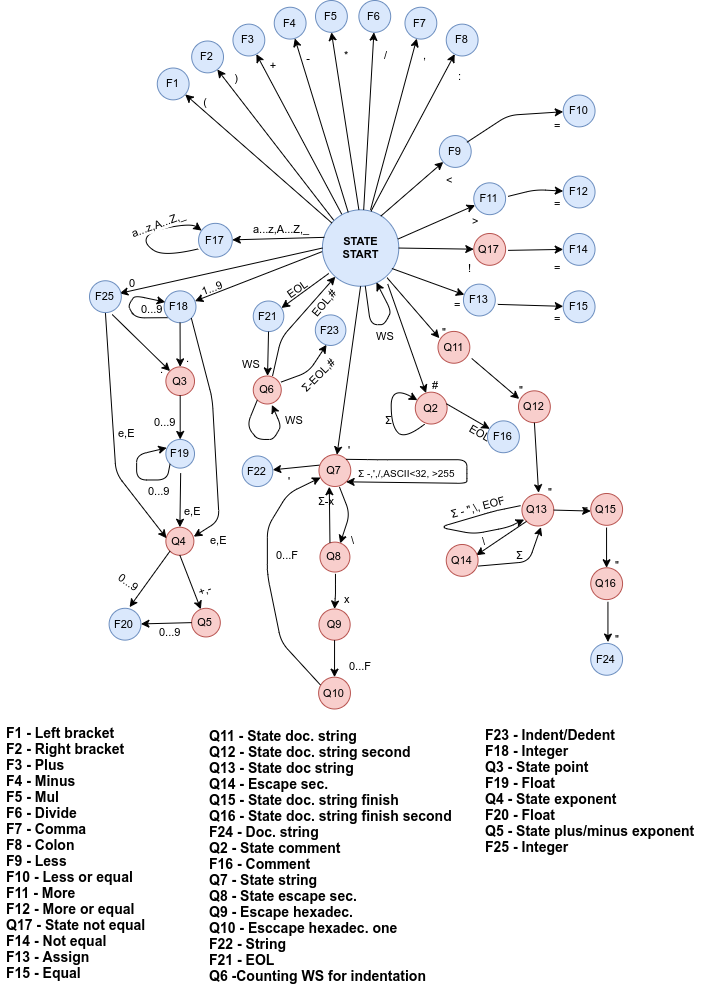 F1
F2
F3
F4
F5
F6
F7
F8
(
)
+
-
*
/
,
:
F9
<
F10
=
F11
>
F12
=
STATE
START
Q17
!
F14
=
F13
=
F15
=
a...z,A...Z,_
F17
a...z,A...Z,_
0
F25
1...9
F18
0...9
.
.
Q3
0...9
F19
0...9
e,E
e,E
e,E
Q4
0...9
+,-
F20
0...9
Q5
EOL
F21
EOL,#
F23
WS
Q6
Σ-EOL,#
WS
WS
#
Q2
Σ
EOL
F16
"
Q11
"
Q12
"
Q13
Σ - ",\, EOF
\
Q14
Σ
"
Q15
"
Q16
"
F24
'
F22
'
Q7
Σ -,',/,ASCII<32, >255
Σ-x
\
0...F
Q8
x
Q9
0...F
Q10
F1 - Left bracket
F2 - Right bracket
F3 - Plus
F4 - Minus
F5 - Mul
F6 - Divide
F7 - Comma
F8 - Colon
F9 - Less
F10 - Less or equal
F11 - More
F12 - More or equal
Q17 - State not equal
F14 - Not equal
F13 - Assign
F15 - Equal
Q11 - State doc. string
Q12 - State doc. string second
Q13 - State doc string
Q14 - Escape sec.
Q15 - State doc. string finish
Q16 - State doc. string finish second
F24 - Doc. string
Q2 - State comment
F16 - Comment
Q7 - State string
Q8 - State escape sec.
Q9 - Escape hexadec.
Q10 - Esccape hexadec. one
F22 - String
F21 - EOL
Q6 -Counting WS for indentation
F23 - Indent/Dedent
F18 - Integer
Q3 - State point
F19 - Float
Q4 - State exponent
F20 - Float
Q5 - State plus/minus exponent
F25 - Integer